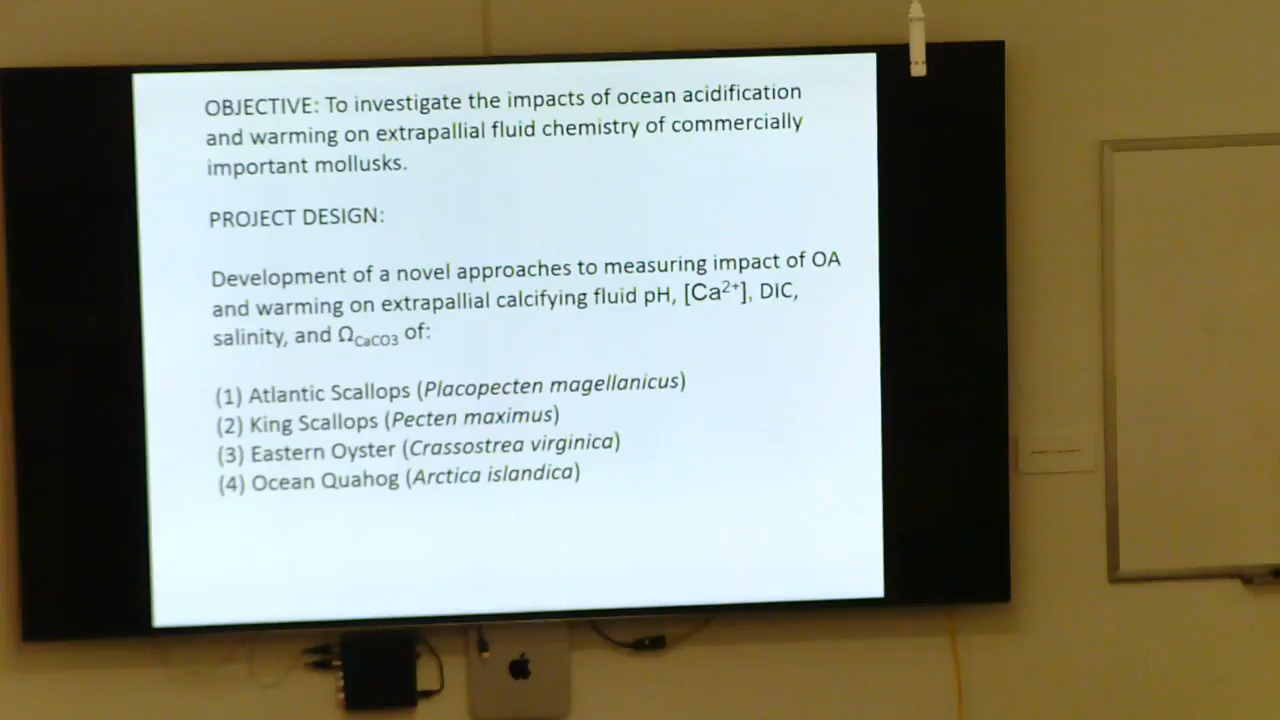 OBJECTIVE: To investigate the impacts of ocean acidification
and warming on extrapallial fluid chemistry of commercially
important mollusks.
PROJECT DESIGN:
Development of a novel approaches to measuring impact of OA
and warming on extrapallial calcifying fluid pH, [Ca²⁺], DIC,
salinity, and Ω_CaCO3 of:
(1) Atlantic Scallops (Placopecten magellanicus)
(2) King Scallops (Pecten maximus)
(3) Eastern Oyster (Crassostrea virginica)
(4) Ocean Quahog (Arctica islandica)